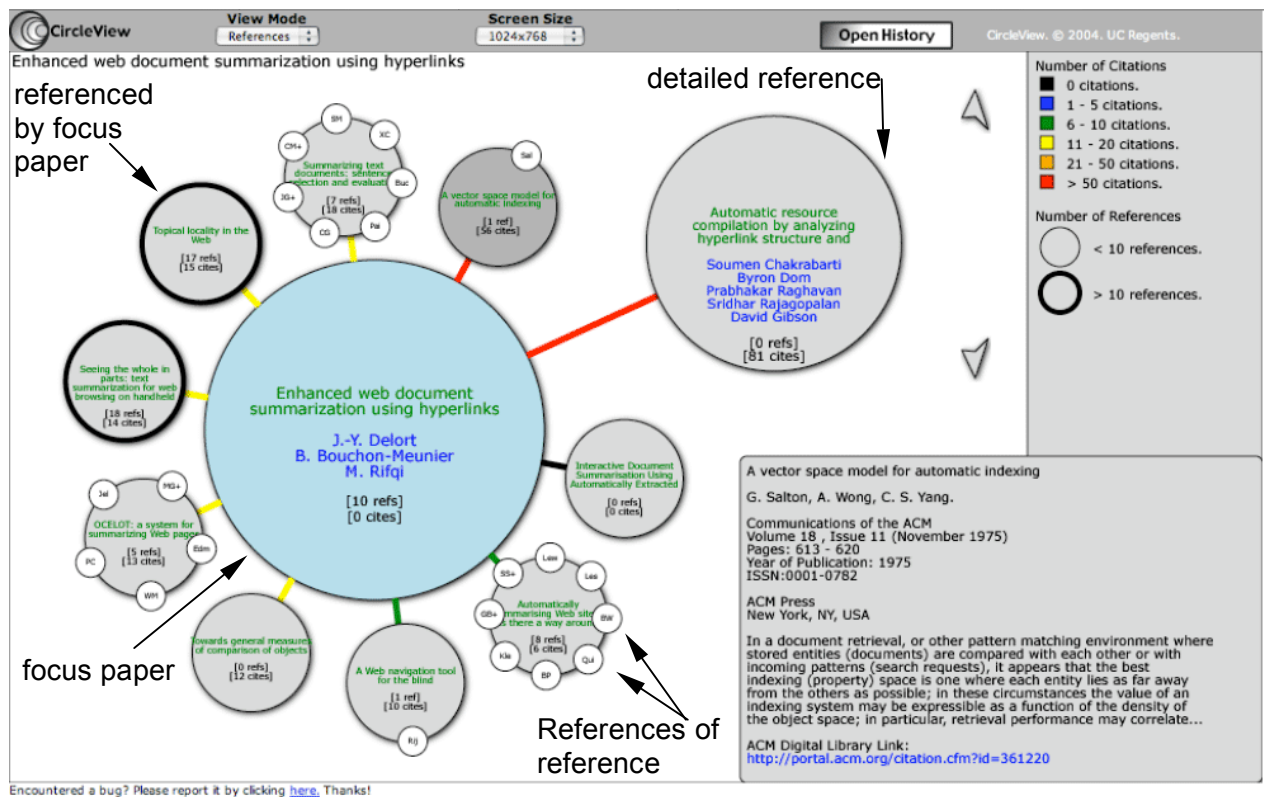 CircleView
View Mode
References
Screen Size
1024x768
Open History
CircleView. © 2004. UC Regents.
Enhanced web document summarization using hyperlinks
referenced
by focus
paper
detailed reference
Number of Citations
0 citations.
1 - 5 citations.
6 - 10 citations.
11 - 20 citations.
21 - 50 citations.
> 50 citations.
Number of References
< 10 references.
> 10 references.
SM
XC
CM+
Buc
JG+
Pai
CG
Summarizing text
documents: sentence
election and evaluati
[7 refs]
[18 cites]
Sal
A vector space model for
automatic indexing
[1 ref]
[56 cites]
Automatic resource
compilation by analyzing
hyperlink structure and
Soumen Chakrabarti
Byron Dom
Prabhakar Raghavan
Sridhar Rajagopalan
David Gibson
[0 refs]
[81 cites]
Topical locality in the
Web
[17 refs]
[15 cites]
Seeing the whole in
parts: text
summarization for web
browsing on handheld
[18 refs]
[14 cites]
Enhanced web document
summarization using hyperlinks
J.-Y. Delort
B. Bouchon-Meunier
M. Rifqi
[10 refs]
[0 cites]
Interactive Document
Summarisation Using
Automatically Extracted
[0 refs]
[0 cites]
Jel
MG+
Edm
PC
WM
OCELOT: a system for
summarizing Web page
[5 refs]
[13 cites]
Lew
SS+
Les
GB+
BW
Kle
Qui
BP
Automatically
mmarising Web site
s there a way aroun
[8 refs]
[6 cites]
Towards general measures
of comparison of objects
[0 refs]
[12 cites]
A Web navigation tool
for the blind
[1 ref]
[10 cites]
Rij
focus paper
References of
reference
A vector space model for automatic indexing
G. Salton, A. Wong, C. S. Yang.
Communications of the ACM
Volume 18 , Issue 11 (November 1975)
Pages: 613 - 620
Year of Publication: 1975
ISSN:0001-0782
ACM Press
New York, NY, USA
In a document retrieval, or other pattern matching environment where
stored entities (documents) are compared with each other or with
incoming patterns (search requests), it appears that the best
indexing (property) space is one where each entity lies as far away
from the others as possible; in these circumstances the value of an
indexing system may be expressible as a function of the density of
the object space; in particular, retrieval performance may correlate...
ACM Digital Library Link:
http://portal.acm.org/citation.cfm?id=361220
Encountered a bug? Please report it by clicking here. Thanks!